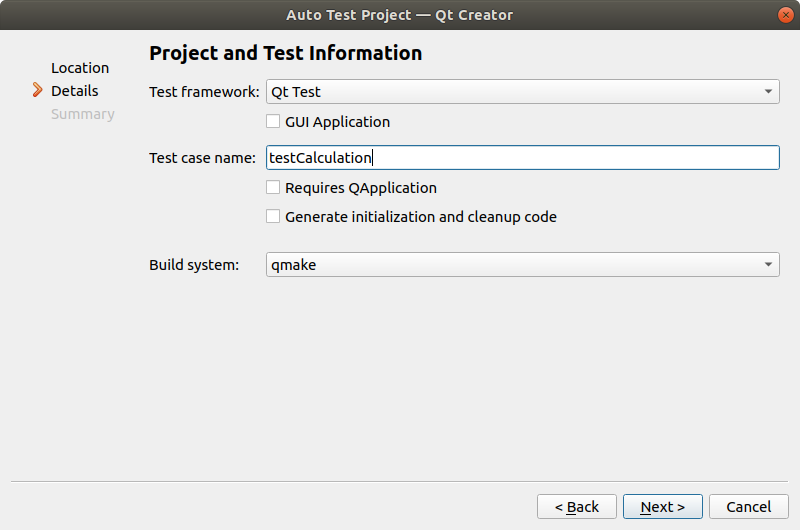 Auto Test Project — Qt Creator
Location
Details
Summary
Project and Test Information
Test framework: Qt Test
GUI Application
Test case name: testCalculation
Requires QApplication
Generate initialization and cleanup code
Build system: qmake
< Back Next > Cancel